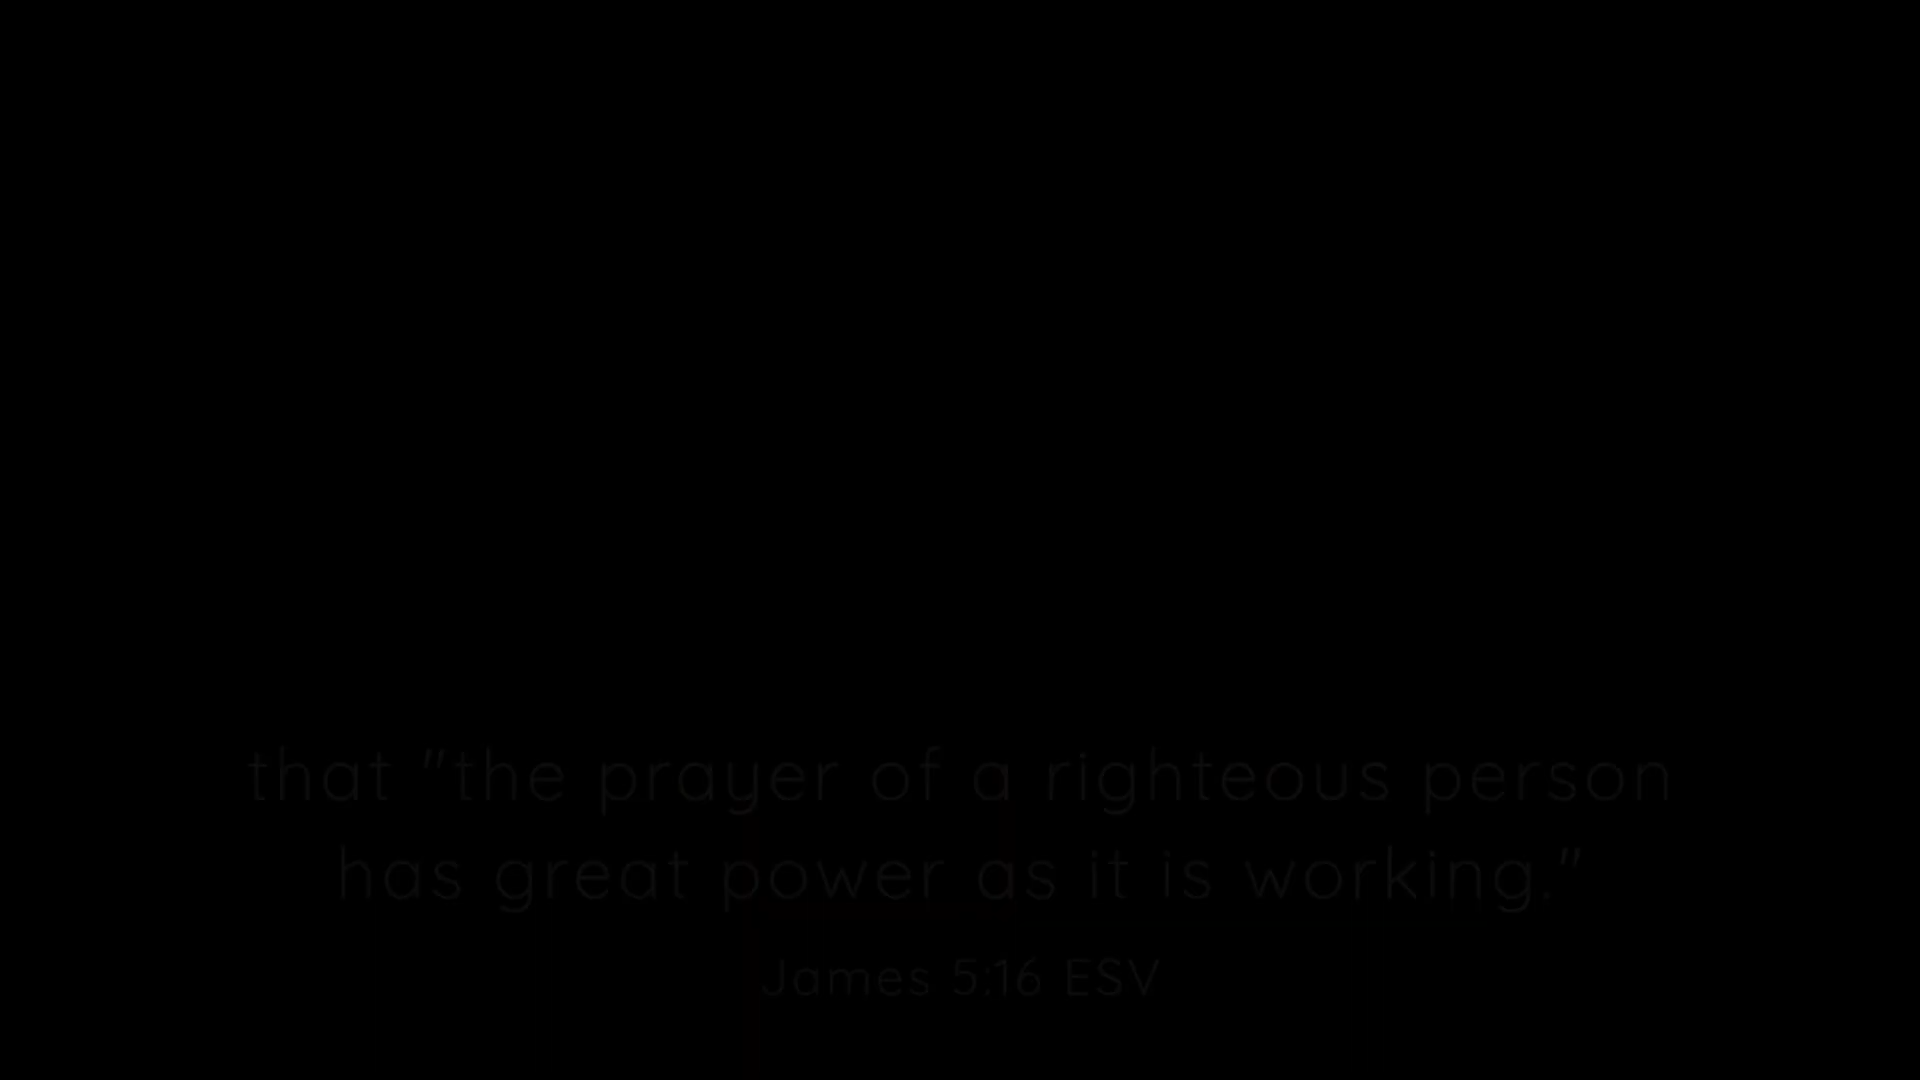 that "the prayer of a righteous person
has great power as it is working."
James 5:16 ESV